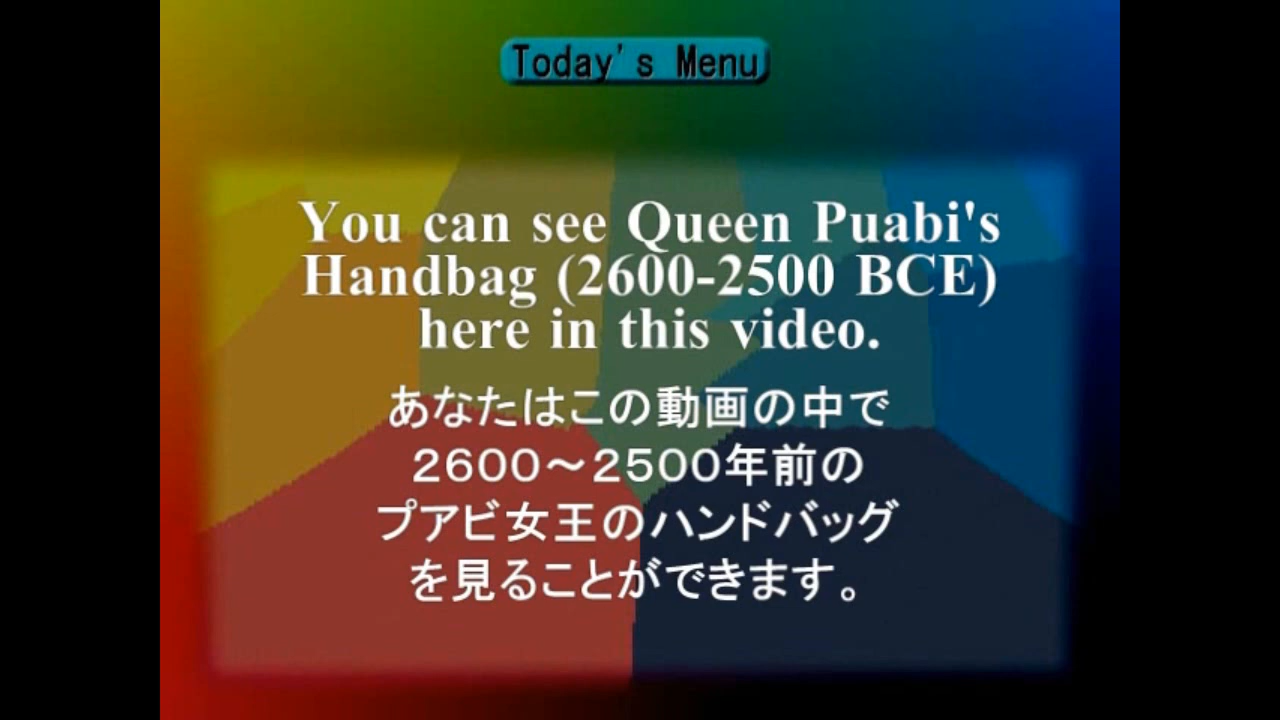 Today's Menu
You can see Queen Puabi's
Handbag (2600-2500 BCE)
here in this video.
あなたはこの動画の中で
２６００～２５００年前の
プアビ女王のハンドバッグ
を見ることができます。